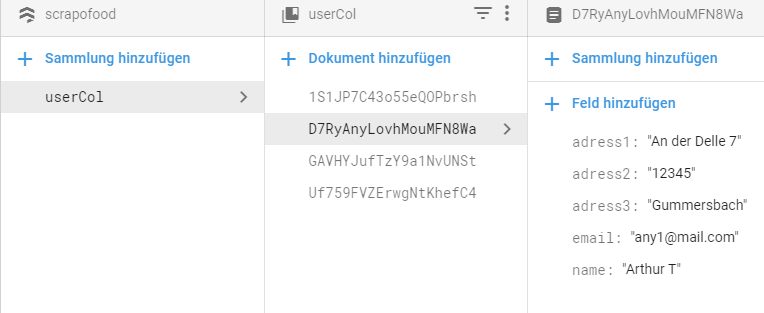 scrapofood
userCol
D7RyAnyLovhMouMFN8Wa
Sammlung hinzufügen
Dokument hinzufügen
Sammlung hinzufügen
userCol
1S1JP7C43o55eQOPbrsh
D7RyAnyLovhMouMFN8Wa
GAVHYJufTzY9a1NvUNSt
Uf759FVZErwgNtKhefC4
Feld hinzufügen
adress1: "An der Delle 7"
adress2: "12345"
adress3: "Gummersbach"
email: "any1@mail.com"
name: "Arthur T"